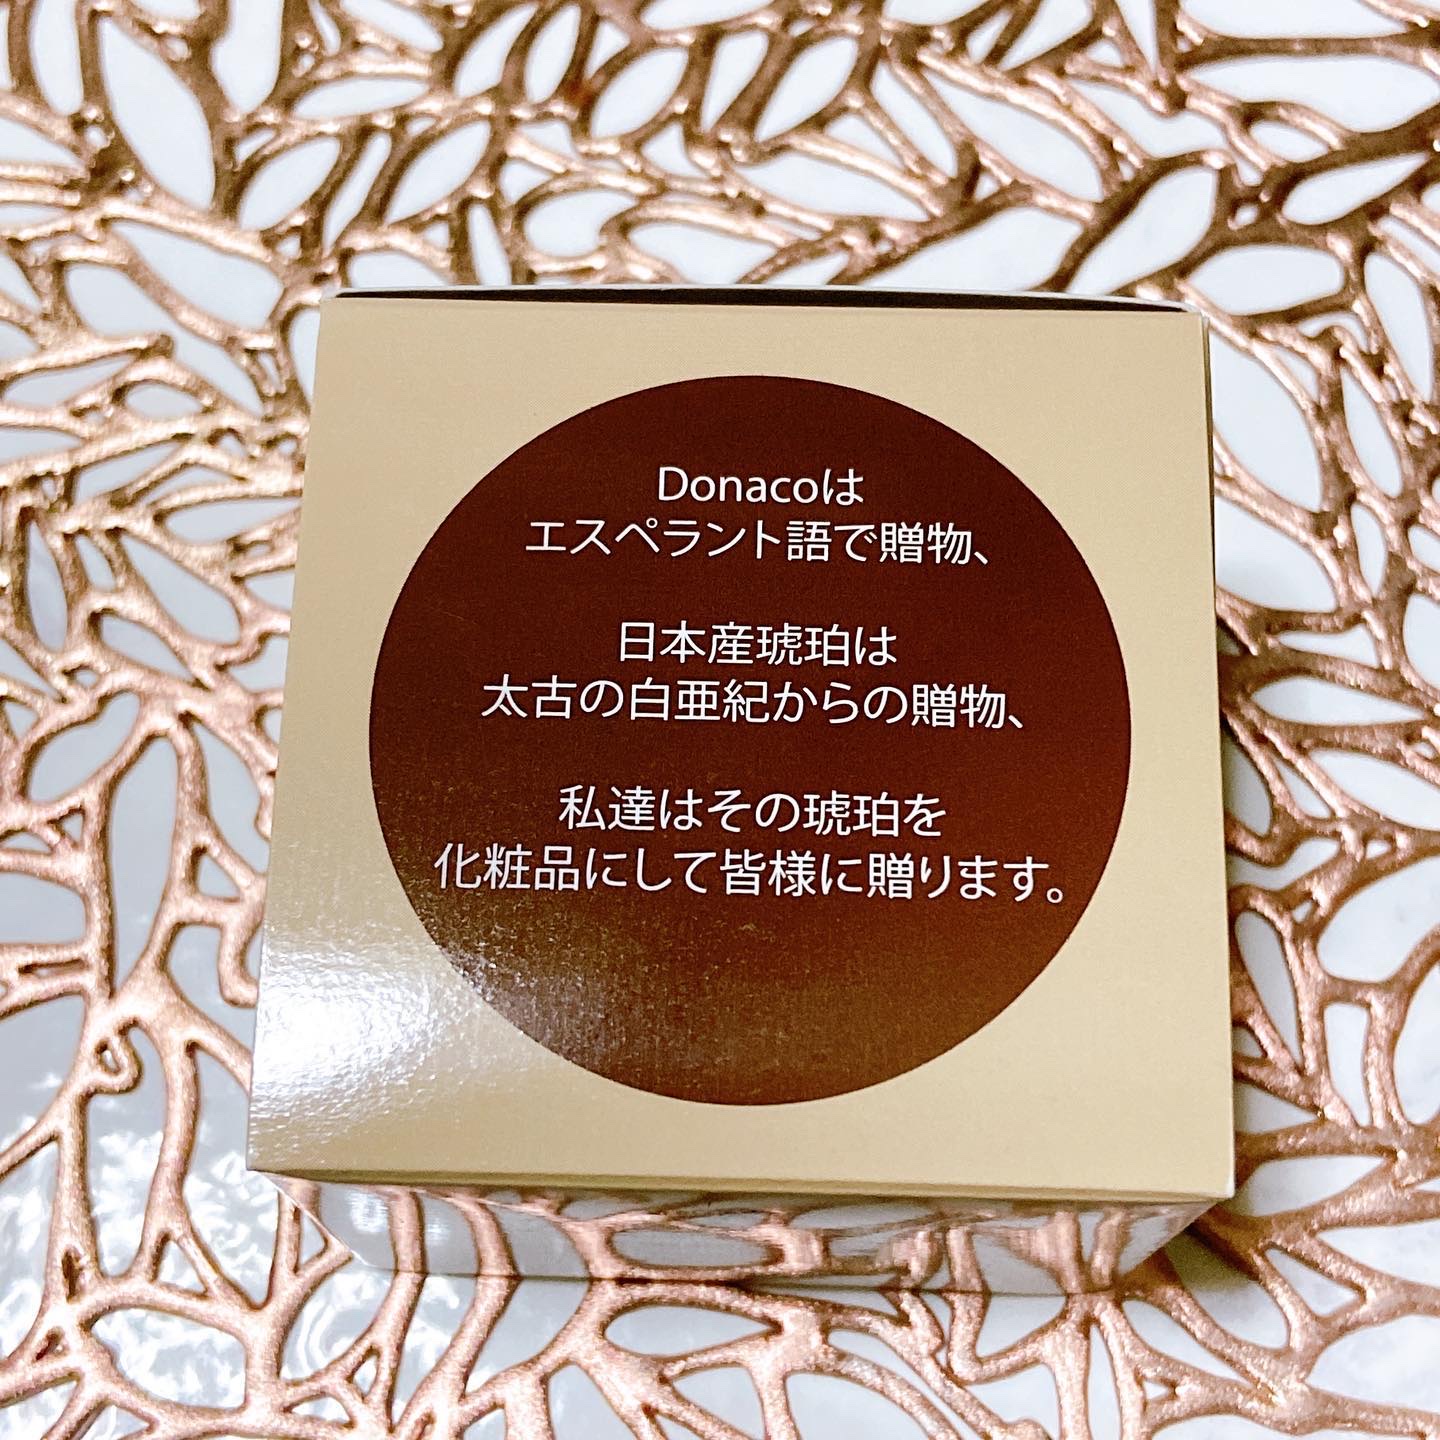 Donacoは
エスペラント語で贈物、
日本産琥珀は
太古の白亜紀からの贈物、
私達はその琥珀を
化粧品にして皆様に贈ります。